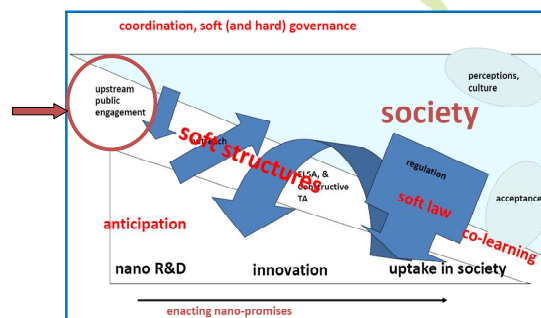 coordination, soft (and hard) governance
upstream
public
engagement
perceptions,
culture
society
soft structures
regulation
ELSA, &
Constructive
TA
soft law
acceptance
co-learning
anticipation
nano R&D
innovation
uptake in society
enacting nano-promises